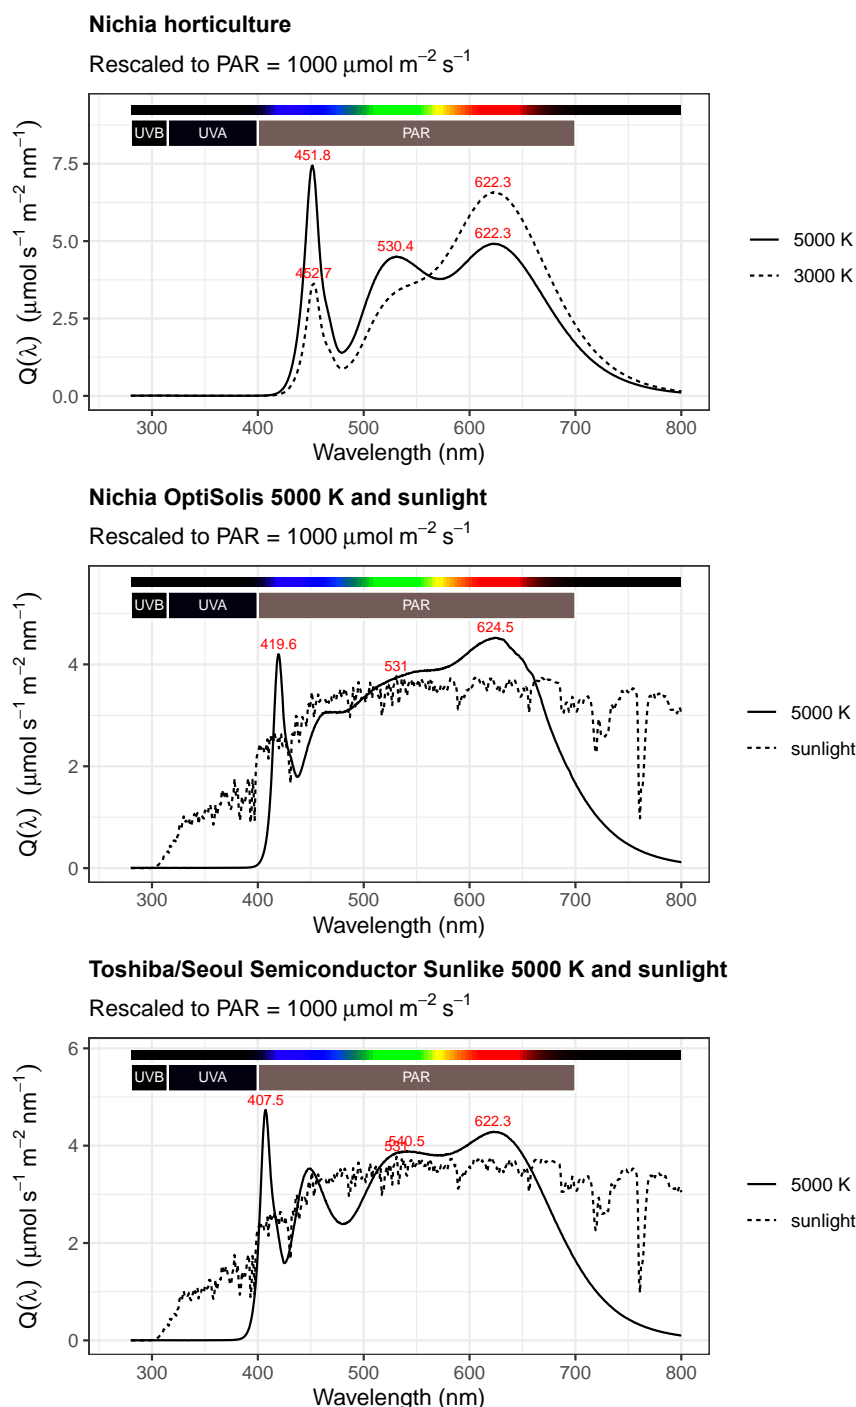 Nichia horticulture
Rescaled to PAR = 1000 μmol m⁻² s⁻¹
UVB UVA PAR
451.8
452.7
530.4
622.3
622.3
7.5
5.0
2.5
0.0
Q(λ) (μmol s⁻¹ m⁻² nm⁻¹)
300 400 500 600 700 800
Wavelength (nm)
5000 K
3000 K
Nichia OptiSolis 5000 K and sunlight
Rescaled to PAR = 1000 μmol m⁻² s⁻¹
UVB UVA PAR
419.6
531
624.5
4
2
0
Q(λ) (μmol s⁻¹ m⁻² nm⁻¹)
300 400 500 600 700 800
Wavelength (nm)
5000 K
sunlight
Toshiba/Seoul Semiconductor Sunlike 5000 K and sunlight
Rescaled to PAR = 1000 μmol m⁻² s⁻¹
UVB UVA PAR
407.5
540.5
531
622.3
6
4
2
0
Q(λ) (μmol s⁻¹ m⁻² nm⁻¹)
300 400 500 600 700 800
Wavelength (nm)
5000 K
sunlight